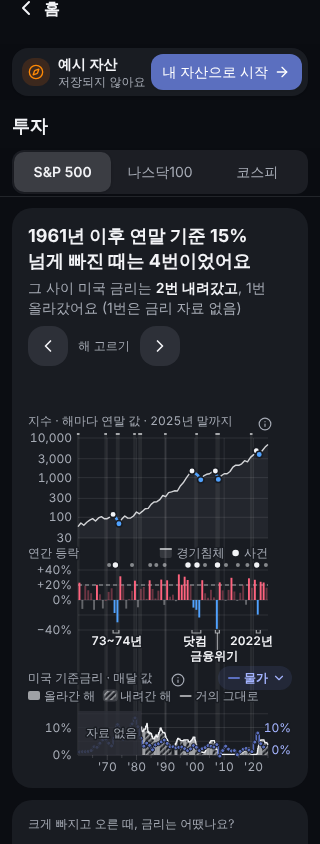 홈
예시 자산
저장되지 않아요
내 자산으로 시작
투자
S&P 500
나스닥100
코스피
1961년 이후 연말 기준 15%
넘게 빠진 때는 4번이었어요
그 사이 미국 금리는 2번 내려갔고, 1번
올라갔어요 (1번은 금리 자료 없음)
해 고르기
지수 · 해마다 연말 값 · 2025년 말까지
10,000
3,000
1,000
300
100
30
연간 등락
경기침체
사건
+40%
+20%
0%
−40%
73~74년
닷컴
2022년
금융위기
미국 기준금리 · 매달 값
물가
올라간 해
내려간 해
거의 그대로
자료 없음
10%
0%
10%
0%
'70 '80 '90 '00 '10 '20
크게 빠지고 오른 때, 금리는 어땠나요?